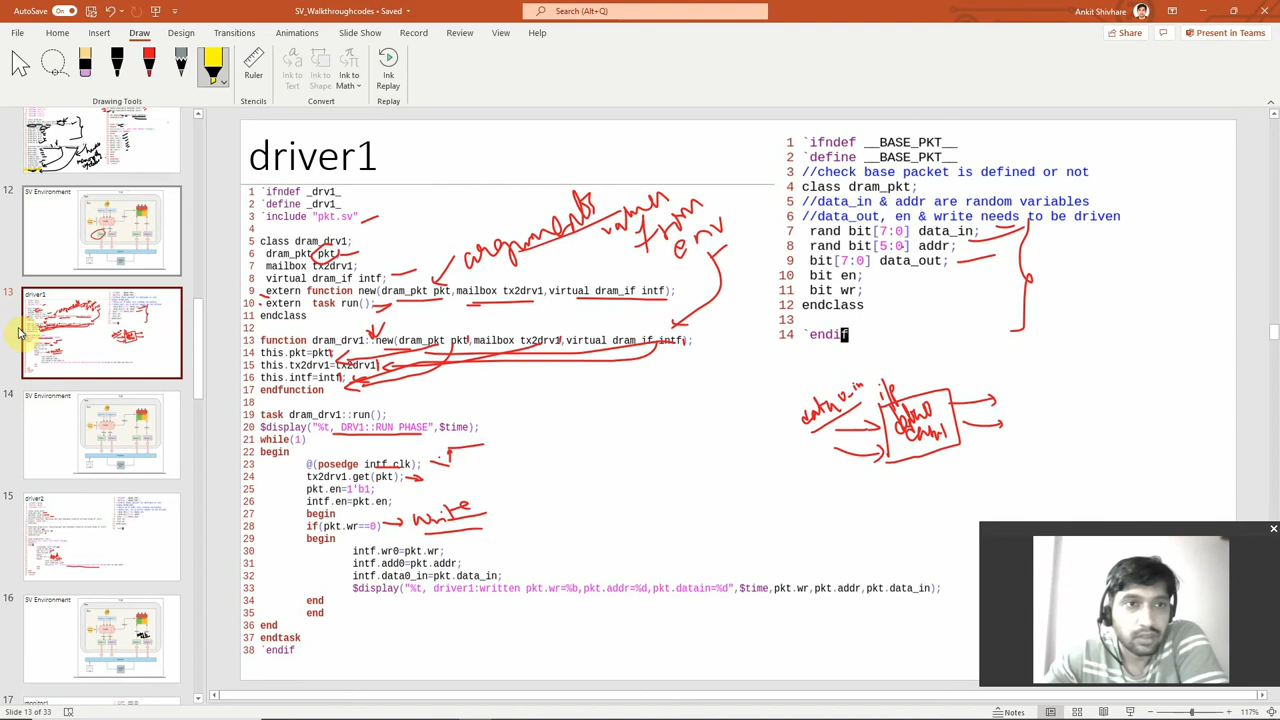 AutoSave On
SV_Walkthroughcodes • Saved
Search (Alt+Q)
Ankit Shivhare
File Home Insert Draw Design Transitions Animations Slide Show Record Review View Help
Share
Present in Teams
Ruler
Ink to Text
Ink to Shape
Ink to Math
Ink Replay
Drawing Tools
Stencils
Convert
Replay
12
SV Environment
13
driver1
14
SV Environment
15
driver2
16
SV Environment
17
driver1
1 `ifndef _drv1_
2 `define _drv1_
3 `include "pkt.sv"
4
5 class dram_drv1;
6 dram_pkt pkt;
7 mailbox tx2drv1;
8 virtual dram_if intf;
9 extern function new(dram_pkt pkt,mailbox tx2drv1,virtual dram_if intf);
10 extern task run();
11 endclass
12
13 function dram_drv1::new(dram_pkt pkt,mailbox tx2drv1,virtual dram_if intf);
14 this.pkt=pkt;
15 this.tx2drv1=tx2drv1;
16 this.intf=intf;
17 endfunction
18
19 task dram_drv1::run();
20 $display("%t, DRV1::RUN PHASE",$time);
21 while(1)
22 begin
23 @(posedge intf.clk);
24 tx2drv1.get(pkt);
25 pkt.en=1'b1;
26 intf.en=pkt.en;
27 begin
28 if(pkt.wr==0)
29 begin
30 intf.wr0=pkt.wr;
31 intf.add0=pkt.addr;
32 intf.data0_in=pkt.data_in;
33 $display("%t, driver1:written pkt.wr=%b,pkt.addr=%d,pkt.datain=%d",$time,pkt.wr,pkt.addr,pkt.data_in);
34 end
35 end
36 end
37 endtask
38 `endif
arguments
values
from
env
write
1 `ifndef __BASE_PKT__
2 `define __BASE_PKT__
3 //check base packet is defined or not
4 class dram_pkt;
5 //data_in & addr are random variables
6 //data_out, en & write needs to be driven
7 rand bit[7:0] data_in;
8 rand bit[5:0] addr;
9 bit[7:0] data_out;
10 bit en;
11 bit wr;
12 endclass
13
14 `endif
i/p
Slide 13 of 33
Notes
117%